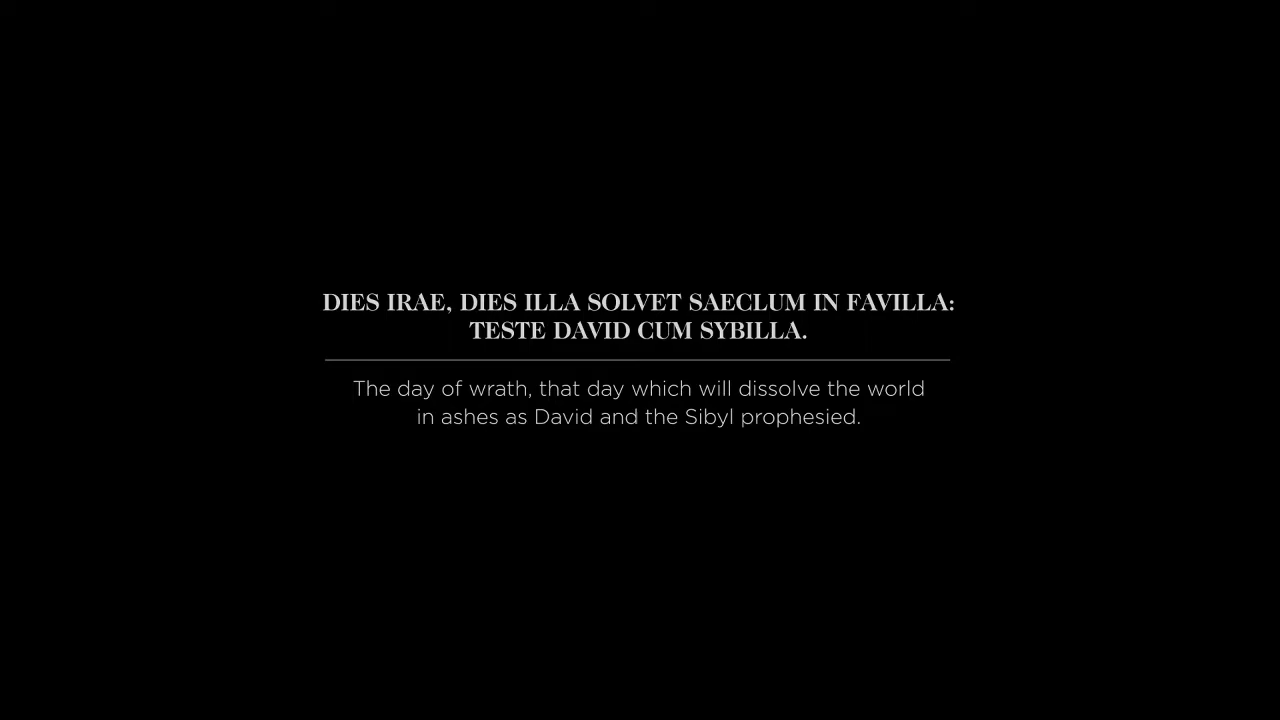 DIES IRAE, DIES ILLA SOLVET SAECLUM IN FAVILLA:
TESTE DAVID CUM SYBILLA.
The day of wrath, that day which will dissolve the world
in ashes as David and the Sibyl prophesied.